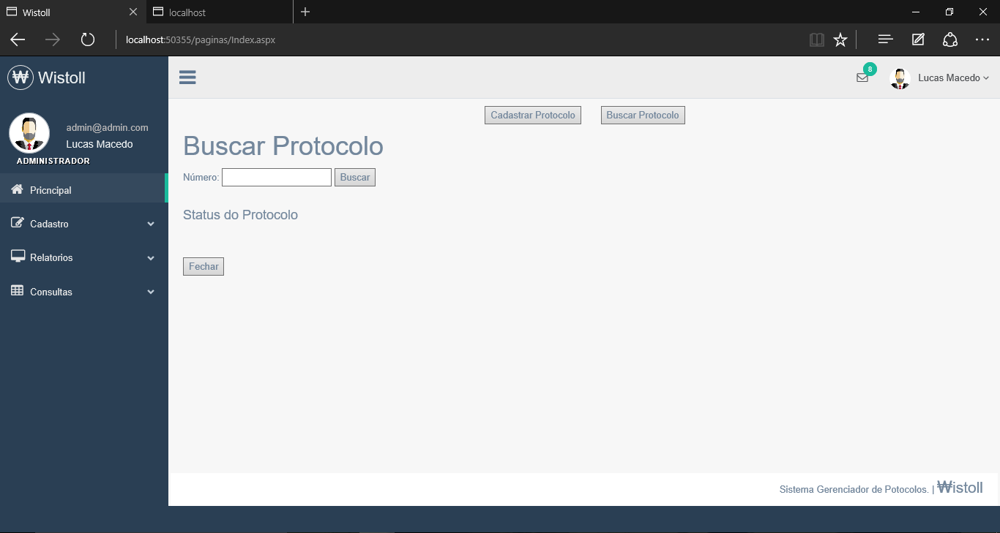 Wistoll
localhost
localhost:50355/paginas/Index.aspx
₩ Wistoll
8
Lucas Macedo
admin@admin.com
Lucas Macedo
ADMINISTRADOR
Pricncipal
Cadastro
Relatorios
Consultas
Cadastrar Protocolo Buscar Protocolo
Buscar Protocolo
Número: Buscar
Status do Protocolo
Fechar
Sistema Gerenciador de Potocolos. | ₩istoll